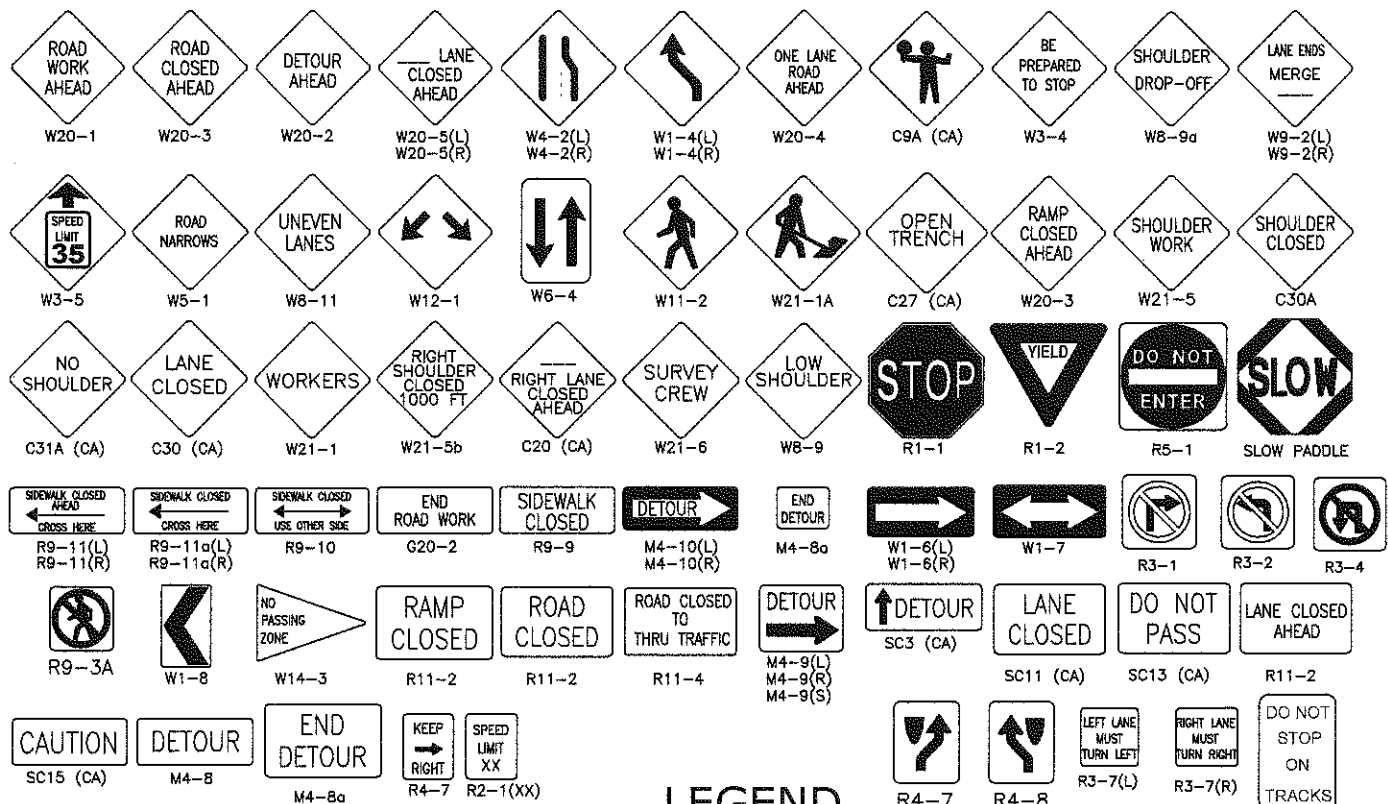 ROAD
WORK
AHEAD
W20-1
ROAD
CLOSED
AHEAD
W20-3
DETOUR
AHEAD
W20-2
___ LANE
CLOSED
AHEAD
W20-5(L)
W20-5(R)
W4-2(L)
W4-2(R)
W1-4(L)
W1-4(R)
ONE LANE
ROAD
AHEAD
W20-4
C9A (CA)
BE
PREPARED
TO STOP
W3-4
SHOULDER
DROP-OFF
W8-9a
LANE ENDS
MERGE
___
W9-2(L)
W9-2(R)
SPEED
LIMIT
35
W3-5
ROAD
NARROWS
W5-1
UNEVEN
LANES
W8-11
W12-1
W6-4
W11-2
W21-1A
OPEN
TRENCH
C27 (CA)
RAMP
CLOSED
AHEAD
W20-3
SHOULDER
WORK
W21-5
SHOULDER
CLOSED
C30A
NO
SHOULDER
C31A (CA)
LANE
CLOSED
C30 (CA)
WORKERS
W21-1
RIGHT
SHOULDER
CLOSED
1000 FT
W21-5b
___
RIGHT LANE
CLOSED
AHEAD
C20 (CA)
SURVEY
CREW
W21-6
LOW
SHOULDER
W8-9
STOP
R1-1
YIELD
R1-2
DO NOT
ENTER
R5-1
SLOW
SLOW PADDLE
SIDEWALK CLOSED
AHEAD
CROSS HERE
R9-11(L)
R9-11(R)
SIDEWALK CLOSED
CROSS HERE
R9-11a(L)
R9-11a(R)
SIDEWALK CLOSED
USE OTHER SIDE
R9-10
END
ROAD WORK
G20-2
SIDEWALK
CLOSED
R9-9
DETOUR
M4-10(L)
M4-10(R)
END
DETOUR
M4-8a
W1-6(L)
W1-6(R)
W1-7
R3-1
R3-2
R3-4
R9-3A
W1-8
NO
PASSING
ZONE
W14-3
RAMP
CLOSED
R11-2
ROAD
CLOSED
R11-2
ROAD CLOSED
TO
THRU TRAFFIC
R11-4
DETOUR
M4-9(L)
M4-9(R)
M4-9(S)
DETOUR
SC3 (CA)
LANE
CLOSED
SC11 (CA)
DO NOT
PASS
SC13 (CA)
LANE CLOSED
AHEAD
R11-2
CAUTION
SC15 (CA)
DETOUR
M4-8
END
DETOUR
M4-8a
KEEP
RIGHT
R4-7
SPEED
LIMIT
XX
R2-1(XX)
LEGEND
R4-7
R4-8
LEFT LANE
MUST
TURN LEFT
R3-7(L)
RIGHT LANE
MUST
TURN RIGHT
R3-7(R)
DO NOT
STOP
ON
TRACKS